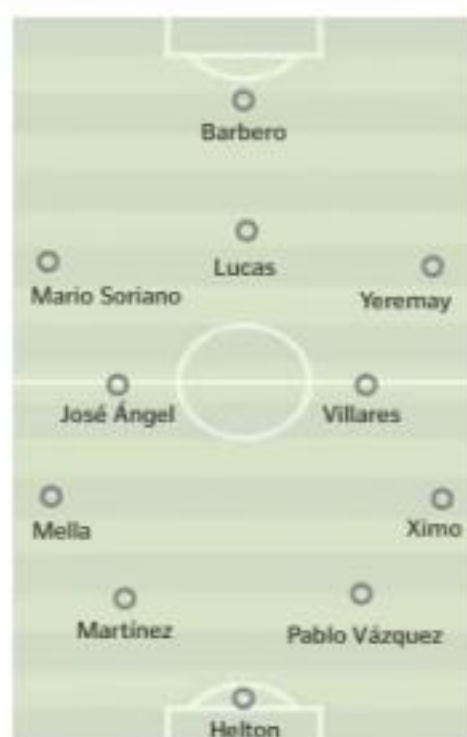 Barbero
Lucas
Mario Soriano
Yeremay
José Ángel
Villares
Mella
Ximo
Martínez
Pablo Vázquez
Helton